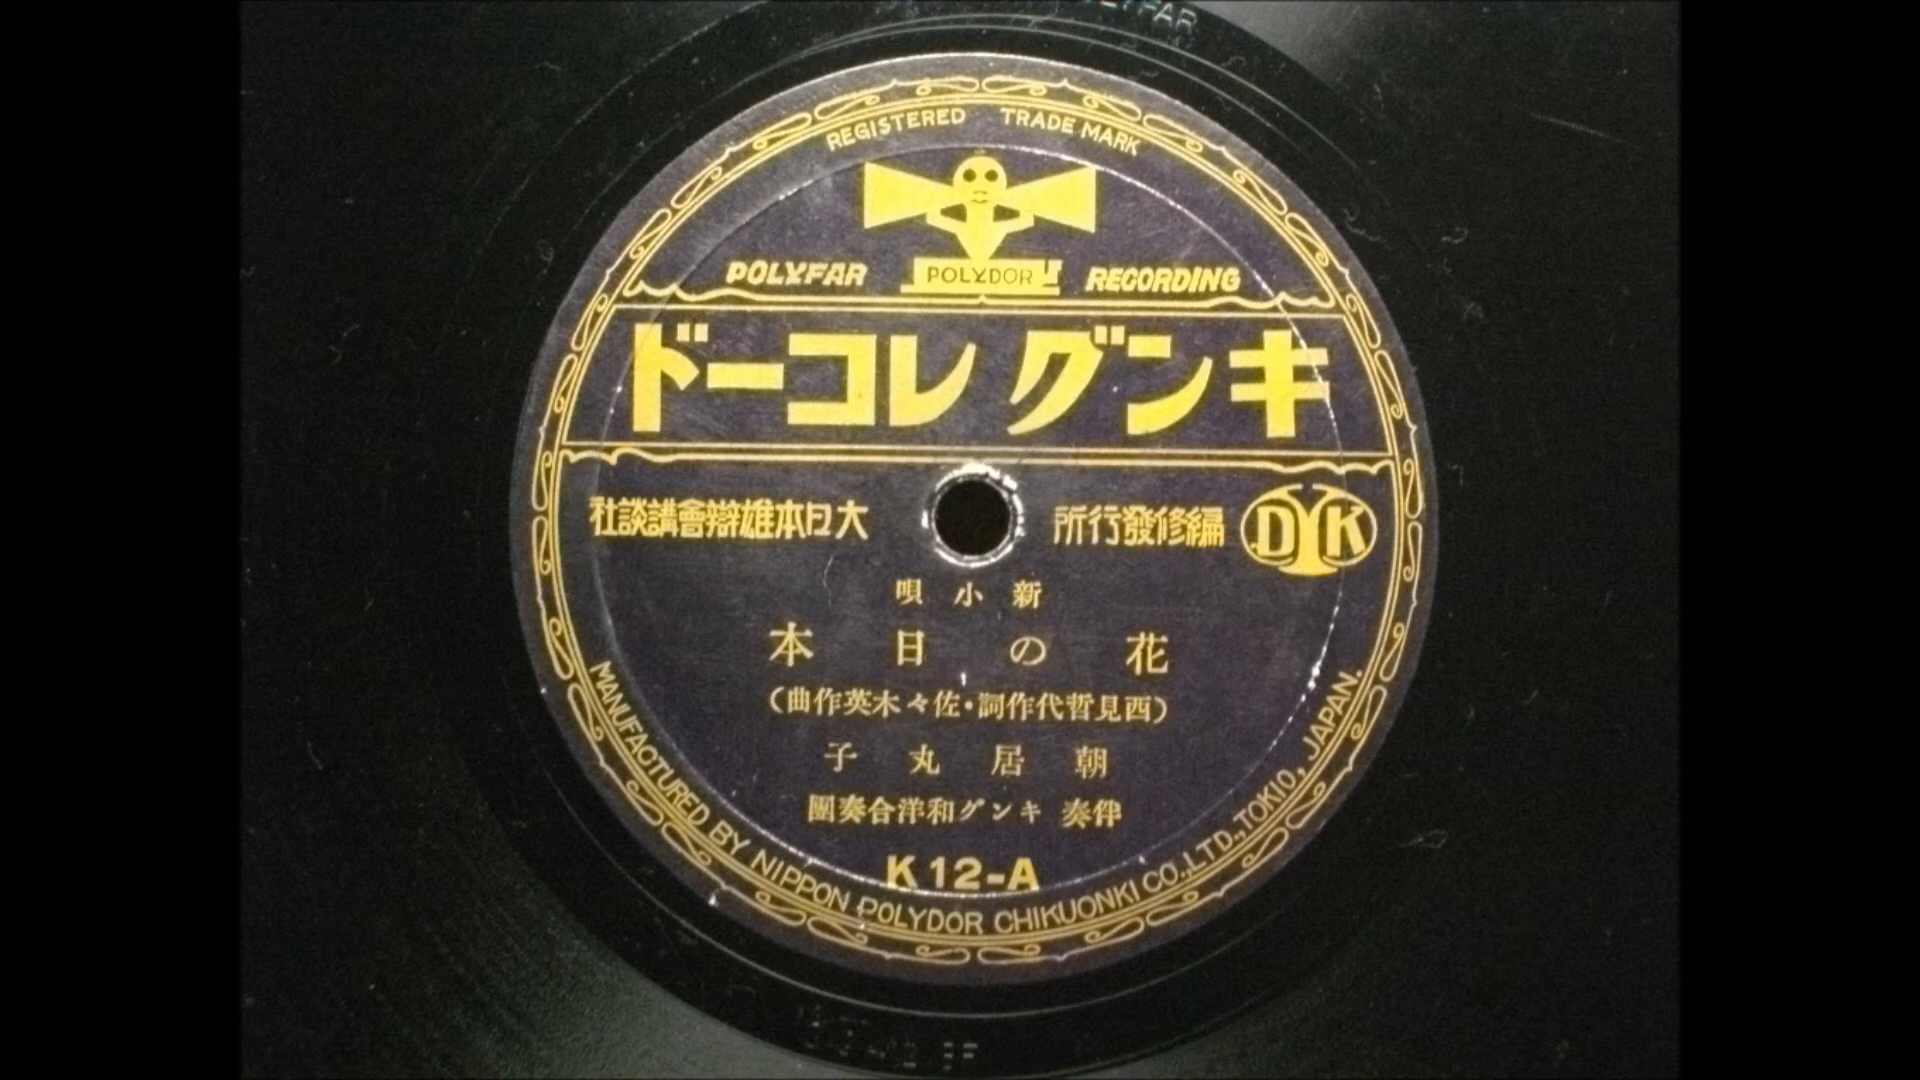 REGISTERED TRADE MARK
POLYFAR POLYDOR RECORDING
キング レコード
DYK 編修發行所 大日本雄辯會講談社
新小唄
花の日本
(西見哲代作詞・佐々木英作曲)
朝居丸子
伴奏 キング和洋合奏團
K12-A
MANUFACTURED BY NIPPON POLYDOR CHIKUONKI CO.,LTD.,TOKIO, JAPAN.